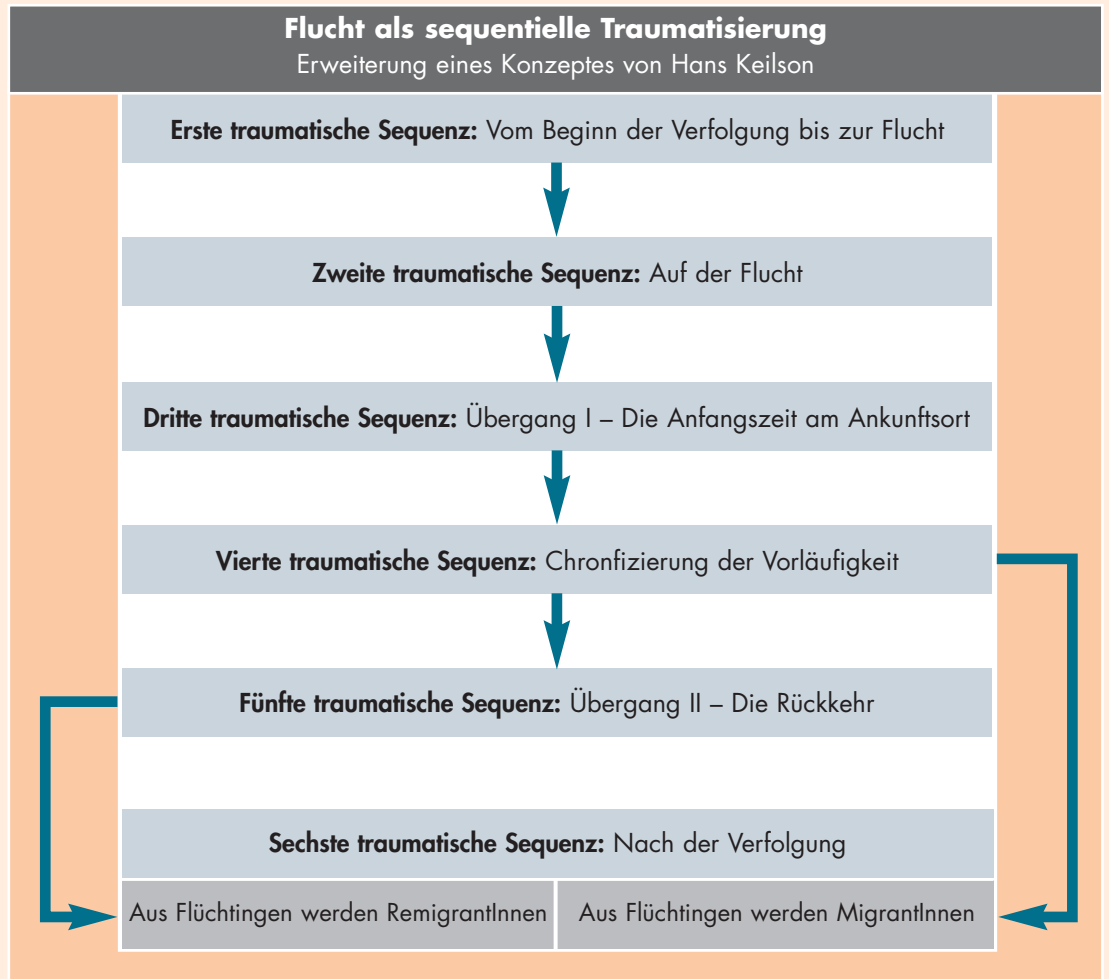 Flucht als sequentielle Traumatisierung
Erweiterung eines Konzeptes von Hans Keilson
Erste traumatische Sequenz: Vom Beginn der Verfolgung bis zur Flucht
Zweite traumatische Sequenz: Auf der Flucht
Dritte traumatische Sequenz: Übergang I – Die Anfangszeit am Ankunftsort
Vierte traumatische Sequenz: Chronfizierung der Vorläufigkeit
Fünfte traumatische Sequenz: Übergang II – Die Rückkehr
Sechste traumatische Sequenz: Nach der Verfolgung
Aus Flüchtingen werden RemigrantInnen
Aus Flüchtingen werden MigrantInnen